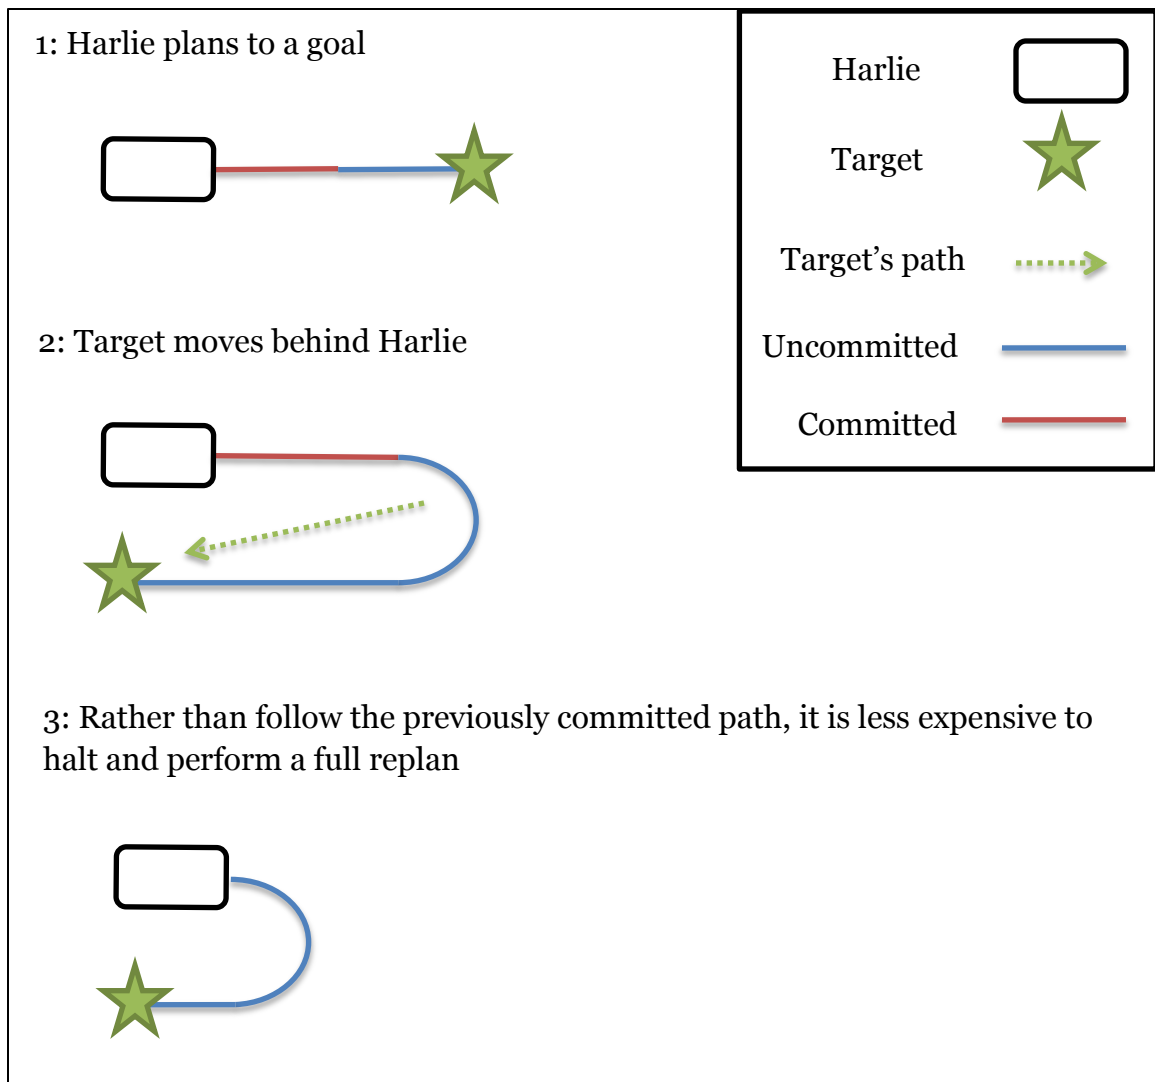 1: Harlie plans to a goal
Harlie
Target
Target’s path
Uncommitted
Committed
2: Target moves behind Harlie
3: Rather than follow the previously committed path, it is less expensive to
halt and perform a full replan